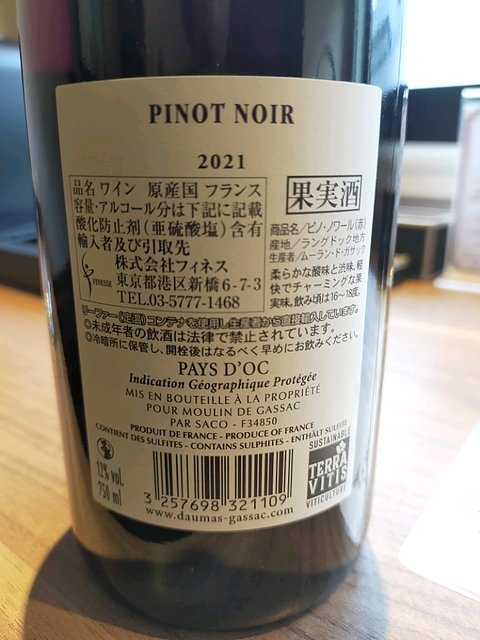 PINOT NOIR
2021
品名 ワイン 原産国 フランス
容量・アルコール分は下記に記載
酸化防止剤(亜硫酸塩)含有
輸入者及び引取先
株式会社フィネス
FINESSE
東京都港区新橋6-7-3
TEL.03-5777-1468
果実酒
商品名/ピノ・ノワール(赤)
産地/ラングドック地方
生産者/ムーラン・ド・ガサック
柔らかな酸味と渋味、軽
快でチャーミングな果
実味。飲み頃は16~18度。
リーファー(定温)コンテナを使用し生産者から直接輸入しています。
◎未成年者の飲酒は法律で禁止されています。
◎冷暗所に保管し、開栓後はなるべく早めにお飲みください。
PAYS D'OC
Indication Géographique Protégée
MIS EN BOUTEILLE À LA PROPRIÉTÉ
POUR MOULIN DE GASSAC
PAR SACO - F34850
PRODUIT DE FRANCE - PRODUCE OF FRANCE
CONTIENT DES SULFITES - CONTAINS SULPHITES - ENTHÄLT SULFITE
12% vol.
750 ml
3 257698 321109
www.daumas-gassac.com
SUSTAINABLE
TERRA
VITIS
VITICULTURE